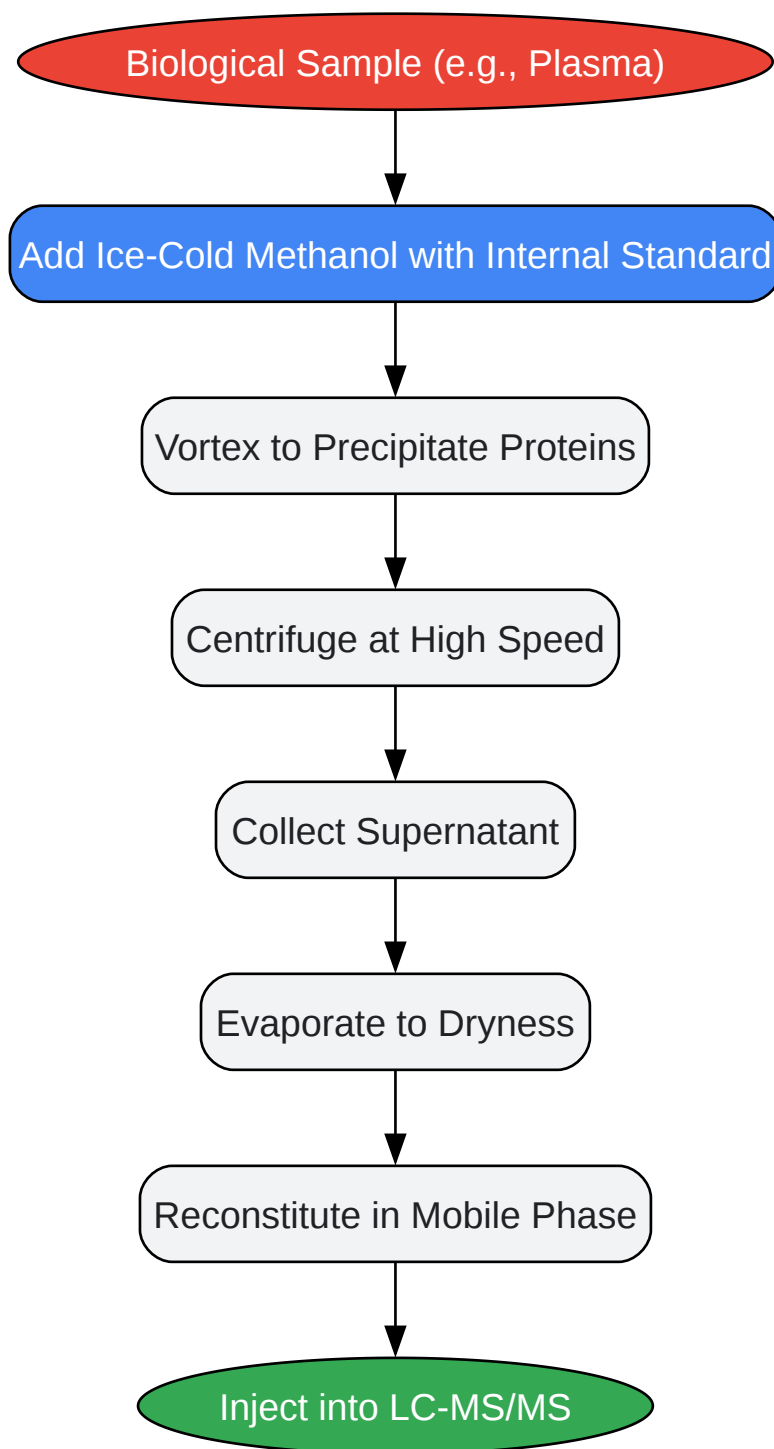 Biological Sample (e.g., Plasma)
Add Ice-Cold Methanol with Internal Standard
Vortex to Precipitate Proteins
Centrifuge at High Speed
Collect Supernatant
Evaporate to Dryness
Reconstitute in Mobile Phase
Inject into LC-MS/MS